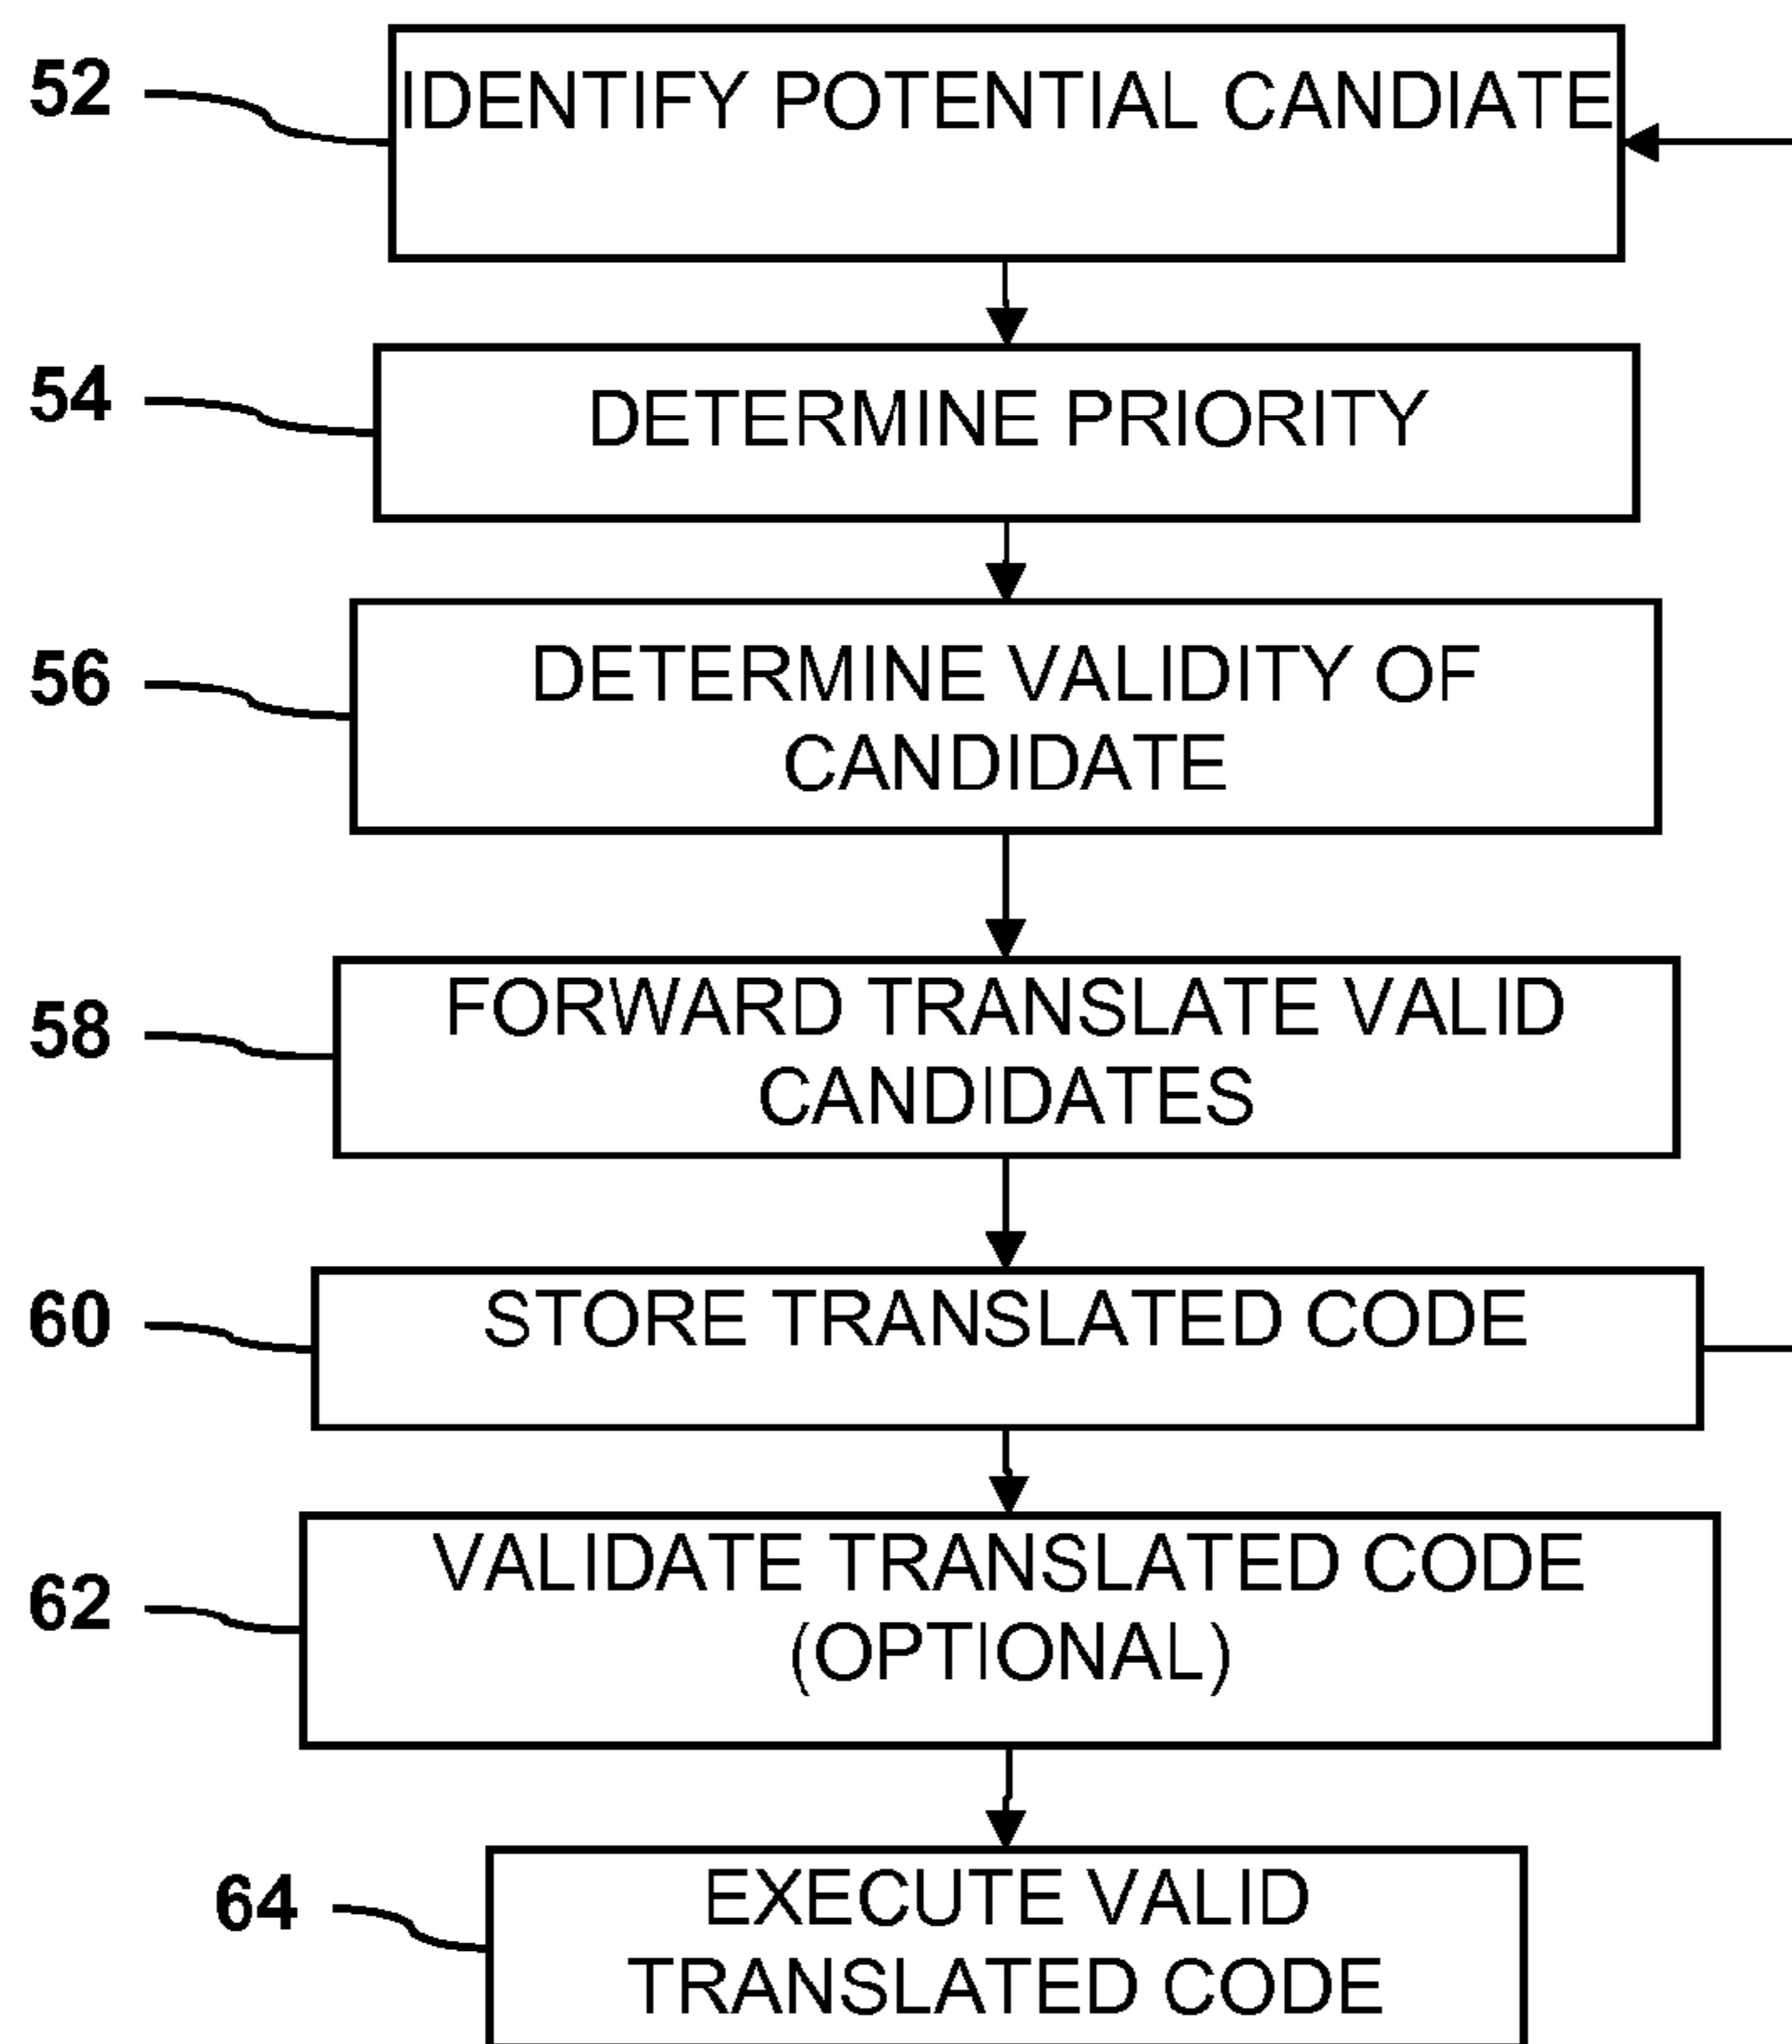 52
IDENTIFY POTENTIAL CANDIATE
54
DETERMINE PRIORITY
56
DETERMINE VALIDITY OF
CANDIDATE
58
FORWARD TRANSLATE VALID
CANDIDATES
60
STORE TRANSLATED CODE
62
VALIDATE TRANSLATED CODE
(OPTIONAL)
64
EXECUTE VALID
TRANSLATED CODE